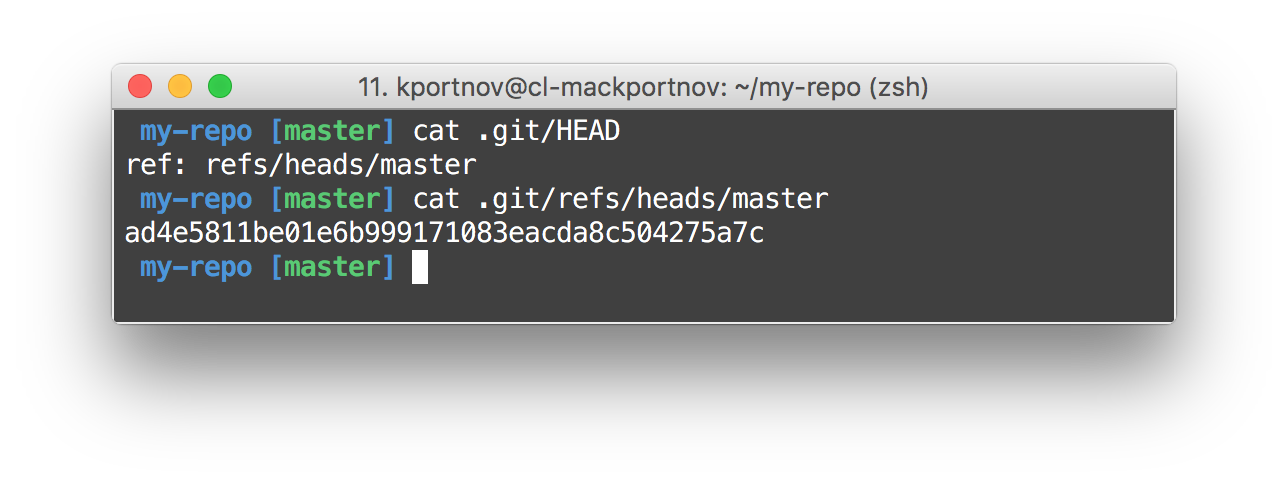 11. kportnov@cl-mackportnov: ~/my-repo (zsh)
my-repo [master] cat .git/HEAD
ref: refs/heads/master
my-repo [master] cat .git/refs/heads/master
ad4e5811be01e6b999171083eacda8c504275a7c
my-repo [master]